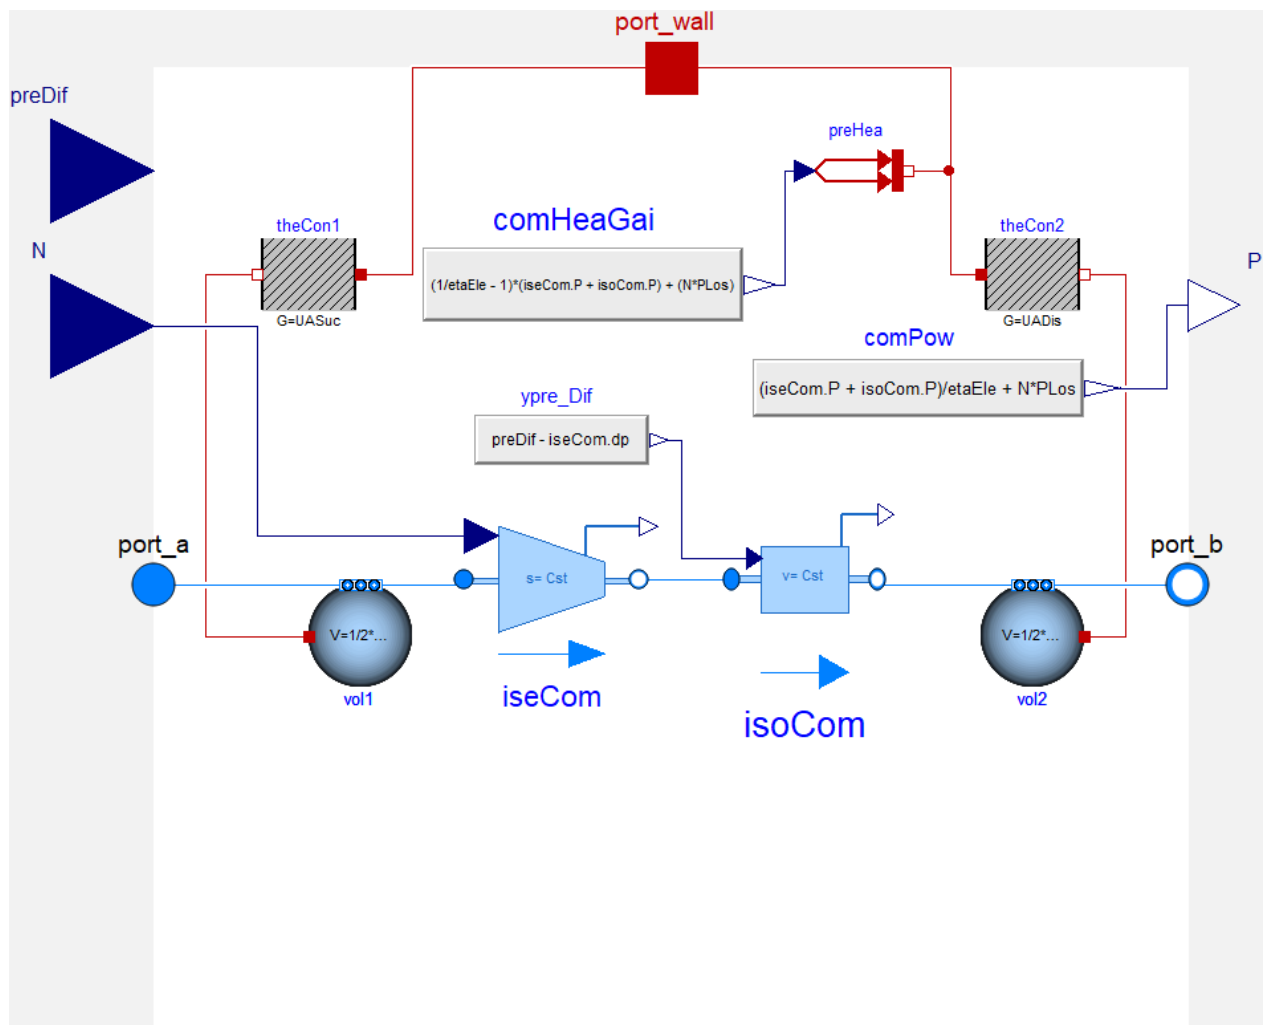 port_wall
preDif
preHea
comHeaGai
theCon1
theCon2
N
P
(1/etaEle - 1)*(iseCom.P + isoCom.P) + (N*PLos)
G=UASuc
G=UADis
comPow
(iseCom.P + isoCom.P)/etaEle + N*PLos
ypre_Dif
preDif - iseCom.dp
port_a
port_b
s= Cst
v= Cst
V=1/2*...
V=1/2*...
vol1
iseCom
isoCom
vol2